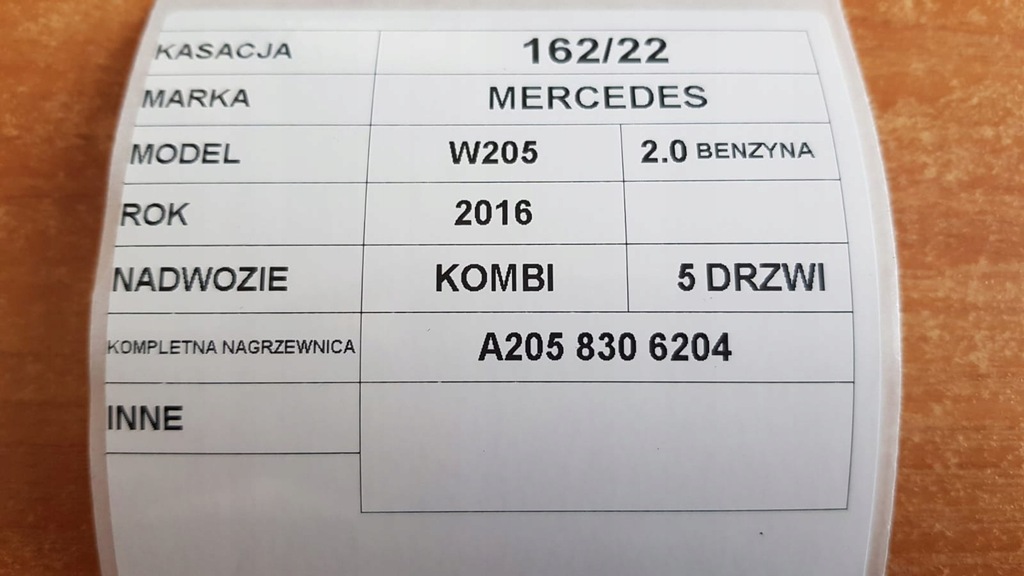 KASACJA 162/22
MARKA MERCEDES
MODEL W205 2.0 BENZYNA
ROK 2016
NADWOZIE KOMBI 5 DRZWI
KOMPLETNA NAGRZEWNICA A205 830 6204
INNE